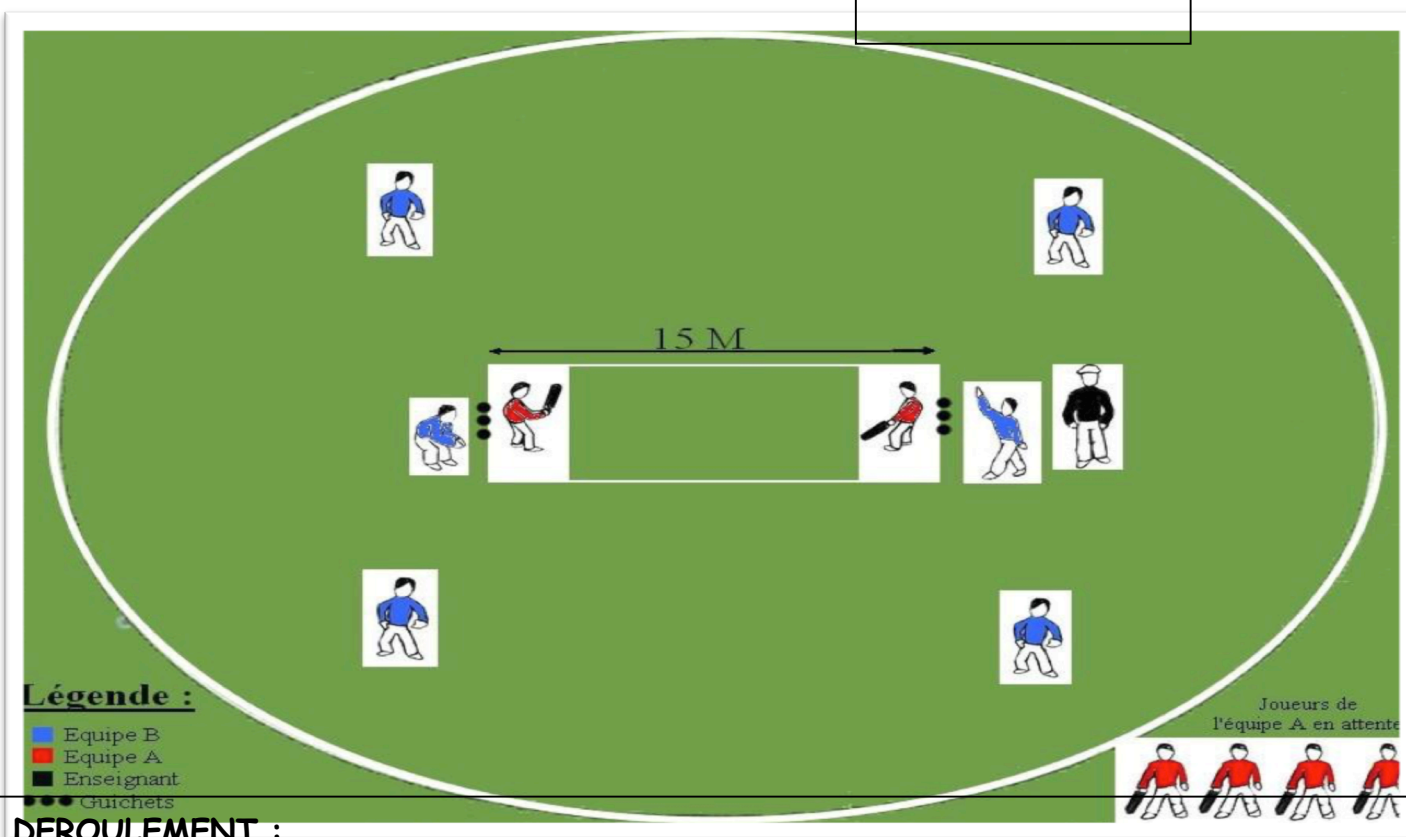 15 M
Légende :
Equipe B
Equipe A
Enseignant
Guichets
Joueurs de
l'équipe A en attente
DEROULEMENT :